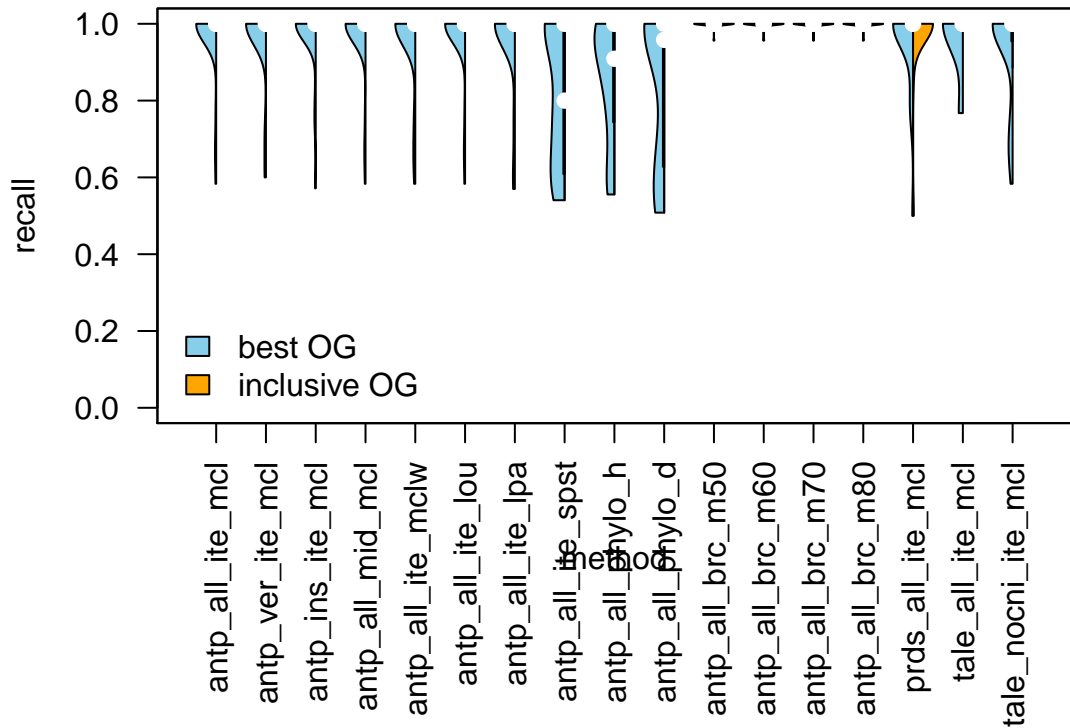 1.0
0.8
0.6
0.4
0.2
0.0
recall
best OG
inclusive OG
antp_all_ite_mcl
antp_ver_ite_mcl
antp_ins_ite_mcl
antp_all_mid_mcl
antp_all_ite_mclw
antp_all_ite_lou
antp_all_ite_lpa
antp_all_ite_spst
antp_all_phylo_h
antp_all_phylo_d
antp_all_brc_m50
antp_all_brc_m60
antp_all_brc_m70
antp_all_brc_m80
prds_all_ite_mcl
tale_all_ite_mcl
tale_nocni_ite_mcl
method